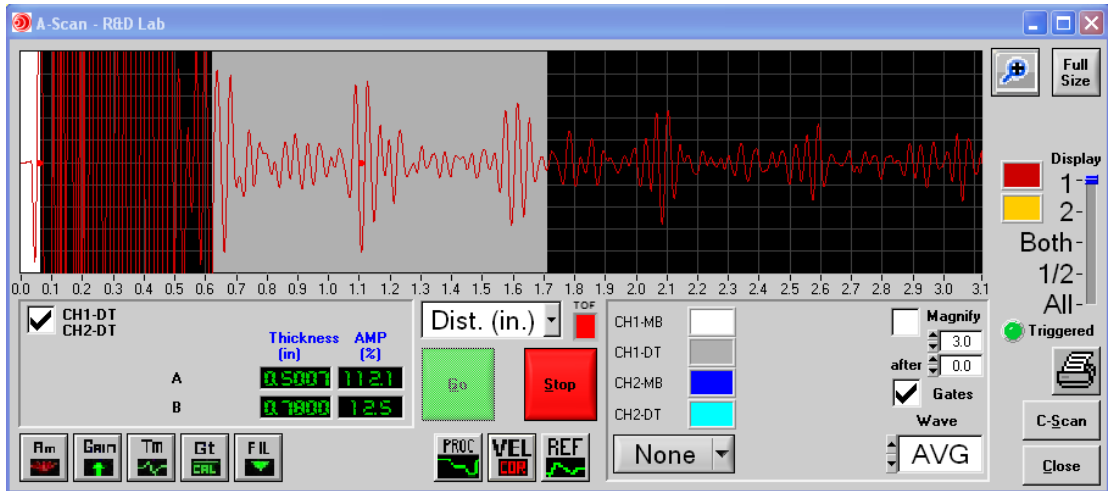 A-Scan - R&D Lab
Full
Size
Display
1-
2-
Both-
1/2-
All-
Triggered
0.0 0.1 0.2 0.3 0.4 0.5 0.6 0.7 0.8 0.9 1.0 1.1 1.2 1.3 1.4 1.5 1.6 1.7 1.8 1.9 2.0 2.1 2.2 2.3 2.4 2.5 2.6 2.7 2.8 2.9 3.0 3.1
CH1-DT
CH2-DT
Thickness AMP
(in) (%)
A 0.5007 112.1
B 0.7800 12.5
Dist. (in.)
TOF
Go
Stop
CH1-MB
CH1-DT
CH2-MB
CH2-DT
None
Magnify
3.0
after 0.0
Gates
Wave
AVG
C-Scan
Close
Am Gain Tm Gt FIL
CAL
PROC VEL REF
COR